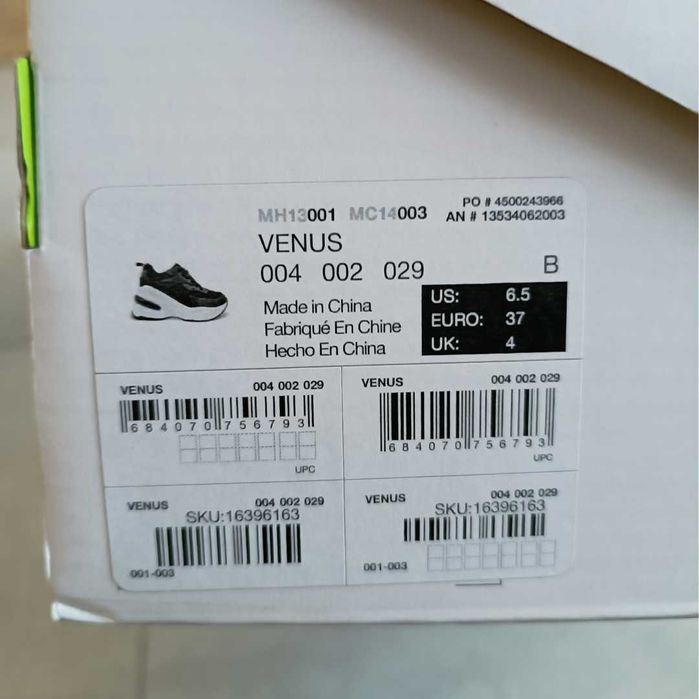 MH13001 MC14003
PO # 4500243966
AN # 13534062003
VENUS
004 002 029
B
Made in China
Fabriqué En Chine
Hecho En China
US: 6.5
EURO: 37
UK: 4
VENUS 004 002 029
684070756793
UPC
VENUS 004 002 029
684070756793
UPC
VENUS 004 002 029
SKU:16396163
001-003
VENUS 004 002 029
SKU:16396163
001-003